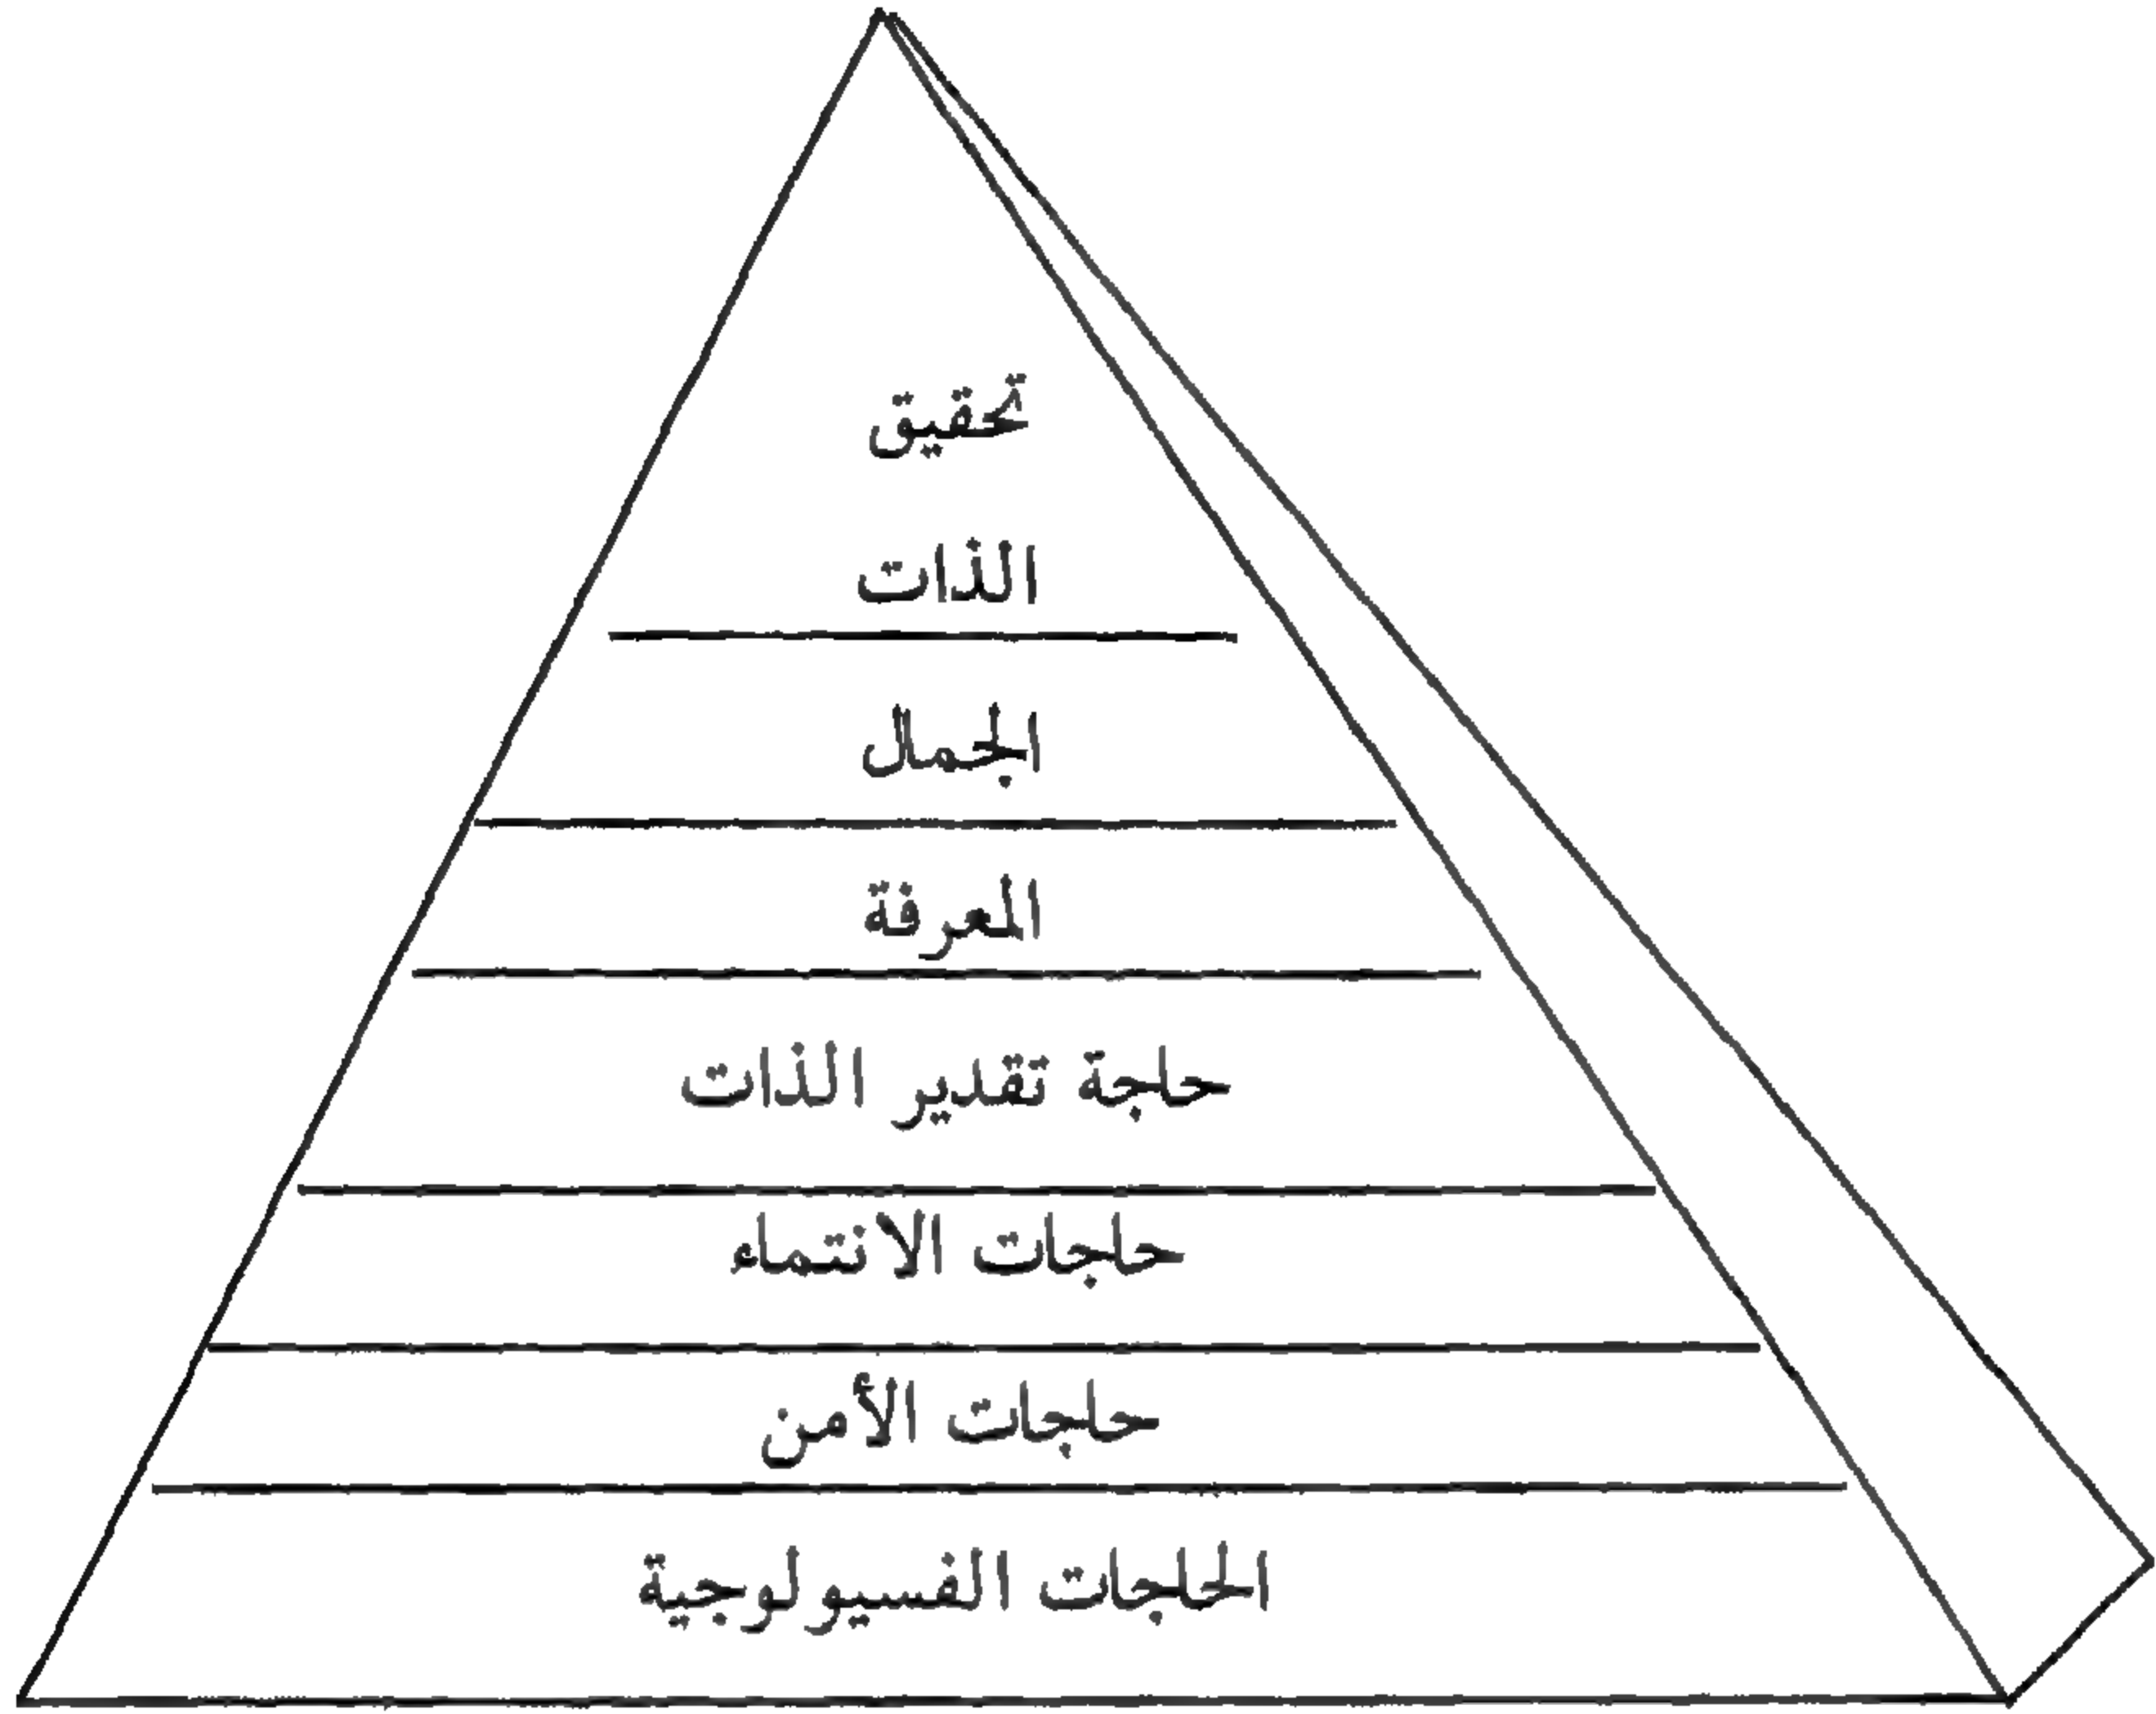 تحقيق
الذات
الجمال
المعرفة
حاجة تقدير الذات
حاجات الانتماء
حاجات الأمن
الحاجات الفسيولوجية